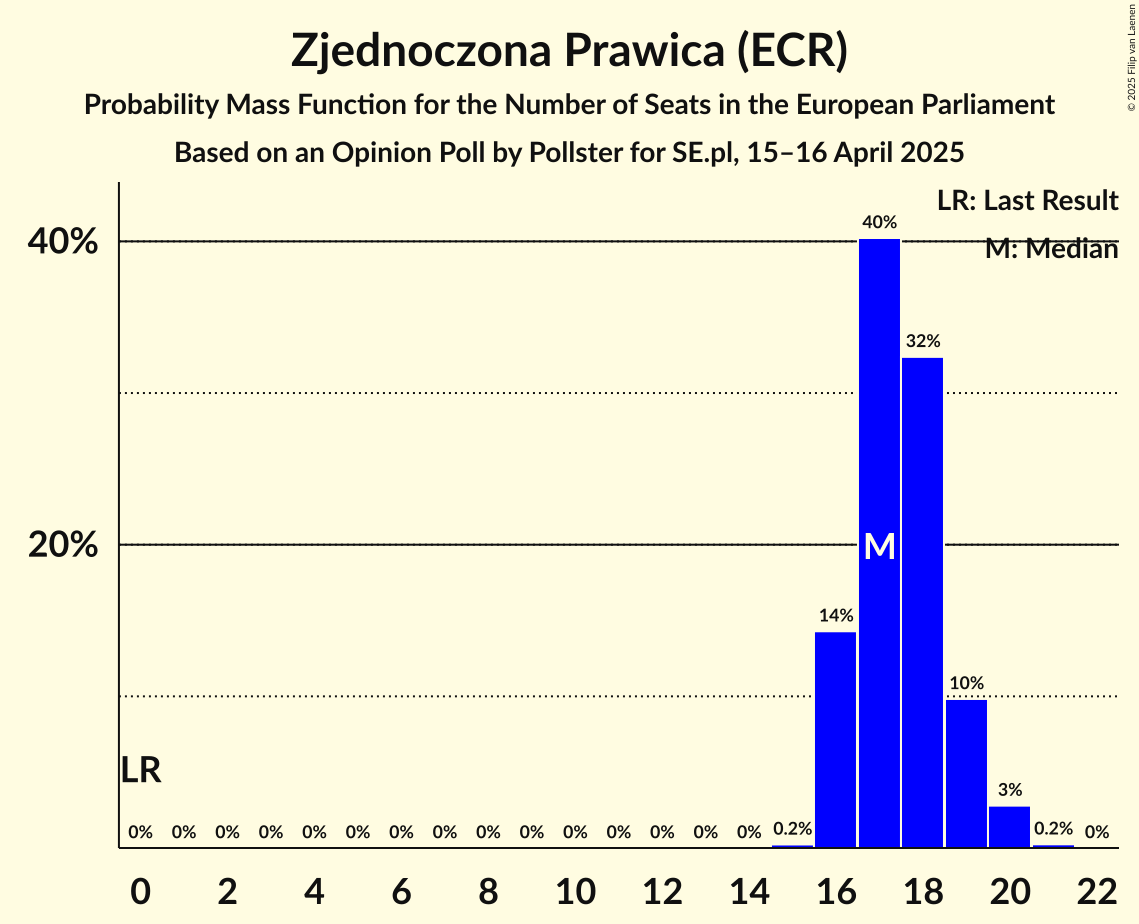 Zjednoczona Prawica (ECR)
Probability Mass Function for the Number of Seats in the European Parliament
Based on an Opinion Poll by Pollster for SE.pl, 15–16 April 2025
© 2025 Filip van Laenen
LR: Last Result
M: Median
40%
20%
40%
32%
14%
10%
3%
M
LR
0% 0% 0% 0% 0% 0% 0% 0% 0% 0% 0% 0% 0% 0% 0% 0.2% 0.2% 0%
0 2 4 6 8 10 12 14 16 18 20 22